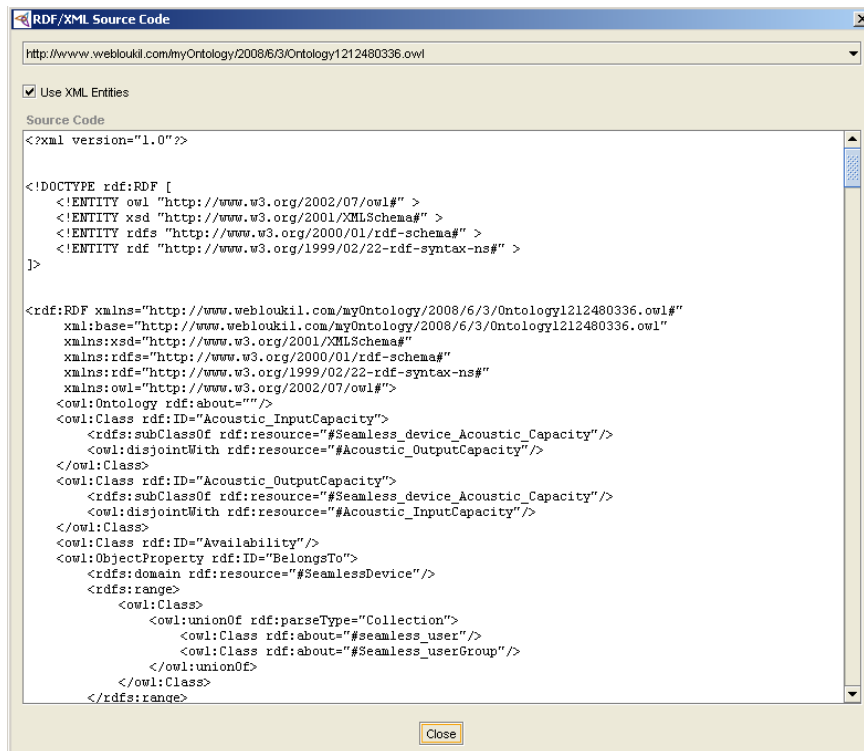 RDF/XML Source Code
http://www.webloukil.com/myOntology/2008/6/3/Ontology1212480336.owl
Use XML Entities
Source Code
<?xml version="1.0"?>
<!DOCTYPE rdf:RDF [
    <!ENTITY owl "http://www.w3.org/2002/07/owl#" >
    <!ENTITY xsd "http://www.w3.org/2001/XMLSchema#" >
    <!ENTITY rdfs "http://www.w3.org/2000/01/rdf-schema#" >
    <!ENTITY rdf "http://www.w3.org/1999/02/22-rdf-syntax-ns#" >
]>
<rdf:RDF xmlns="http://www.webloukil.com/myOntology/2008/6/3/Ontology1212480336.owl#"
     xml:base="http://www.webloukil.com/myOntology/2008/6/3/Ontology1212480336.owl"
     xmlns:xsd="http://www.w3.org/2001/XMLSchema#"
     xmlns:rdfs="http://www.w3.org/2000/01/rdf-schema#"
     xmlns:rdf="http://www.w3.org/1999/02/22-rdf-syntax-ns#"
     xmlns:owl="http://www.w3.org/2002/07/owl#">
    <owl:Ontology rdf:about=""/>
    <owl:Class rdf:ID="Acoustic_InputCapacity">
        <rdfs:subClassOf rdf:resource="#Seamless_device_Acoustic_Capacity"/>
        <owl:disjointWith rdf:resource="#Acoustic_OutputCapacity"/>
    </owl:Class>
    <owl:Class rdf:ID="Acoustic_OutputCapacity">
        <rdfs:subClassOf rdf:resource="#Seamless_device_Acoustic_Capacity"/>
        <owl:disjointWith rdf:resource="#Acoustic_InputCapacity"/>
    </owl:Class>
    <owl:Class rdf:ID="Availability"/>
    <owl:ObjectProperty rdf:ID="BelongsTo">
        <rdfs:domain rdf:resource="#SeamlessDevice"/>
        <rdfs:range>
            <owl:Class>
                <owl:unionOf rdf:parseType="Collection">
                    <owl:Class rdf:about="#seamless_user"/>
                    <owl:Class rdf:about="#Seamless_userGroup"/>
                </owl:unionOf>
            </owl:Class>
        </rdfs:range>
Close